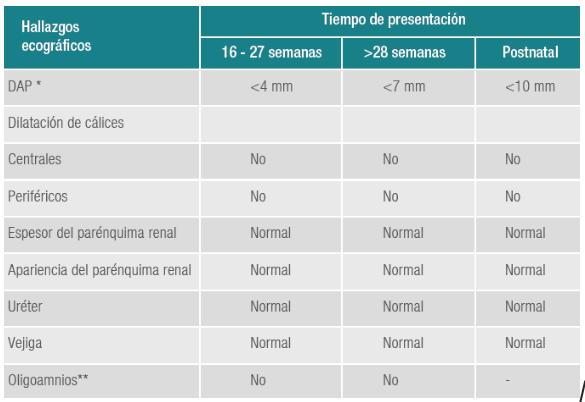 Hallazgos ecográficos Tiempo de presentación
16 - 27 semanas >28 semanas Postnatal
DAP * <4 mm <7 mm <10 mm
Dilatación de cálices
Centrales No No No
Periféricos No No No
Espesor del parénquima renal Normal Normal Normal
Apariencia del parénquima renal Normal Normal Normal
Uréter Normal Normal Normal
Vejiga Normal Normal Normal
Oligoamnios** No No -